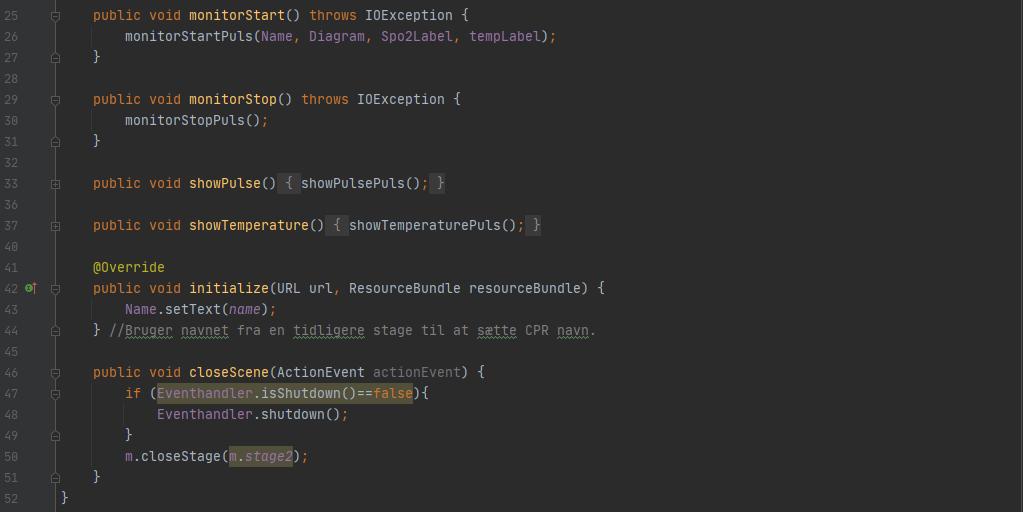 25 public void monitorStart() throws IOException {
26 monitorStartPuls(Name, Diagram, Spo2Label, tempLabel);
27 }
28
29 public void monitorStop() throws IOException {
30 monitorStopPuls();
31 }
32
33 public void showPulse() { showPulsePuls(); }
36
37 public void showTemperature() { showTemperaturePuls(); }
40
41 @Override
42 public void initialize(URL url, ResourceBundle resourceBundle) {
43 Name.setText(name);
44 } //Bruger navnet fra en tidligere stage til at sætte CPR navn.
45
46 public void closeScene(ActionEvent actionEvent) {
47 if (Eventhandler.isShutdown()==false){
48 Eventhandler.shutdown();
49 }
50 m.closeStage(m.stage2);
51 }
52 }